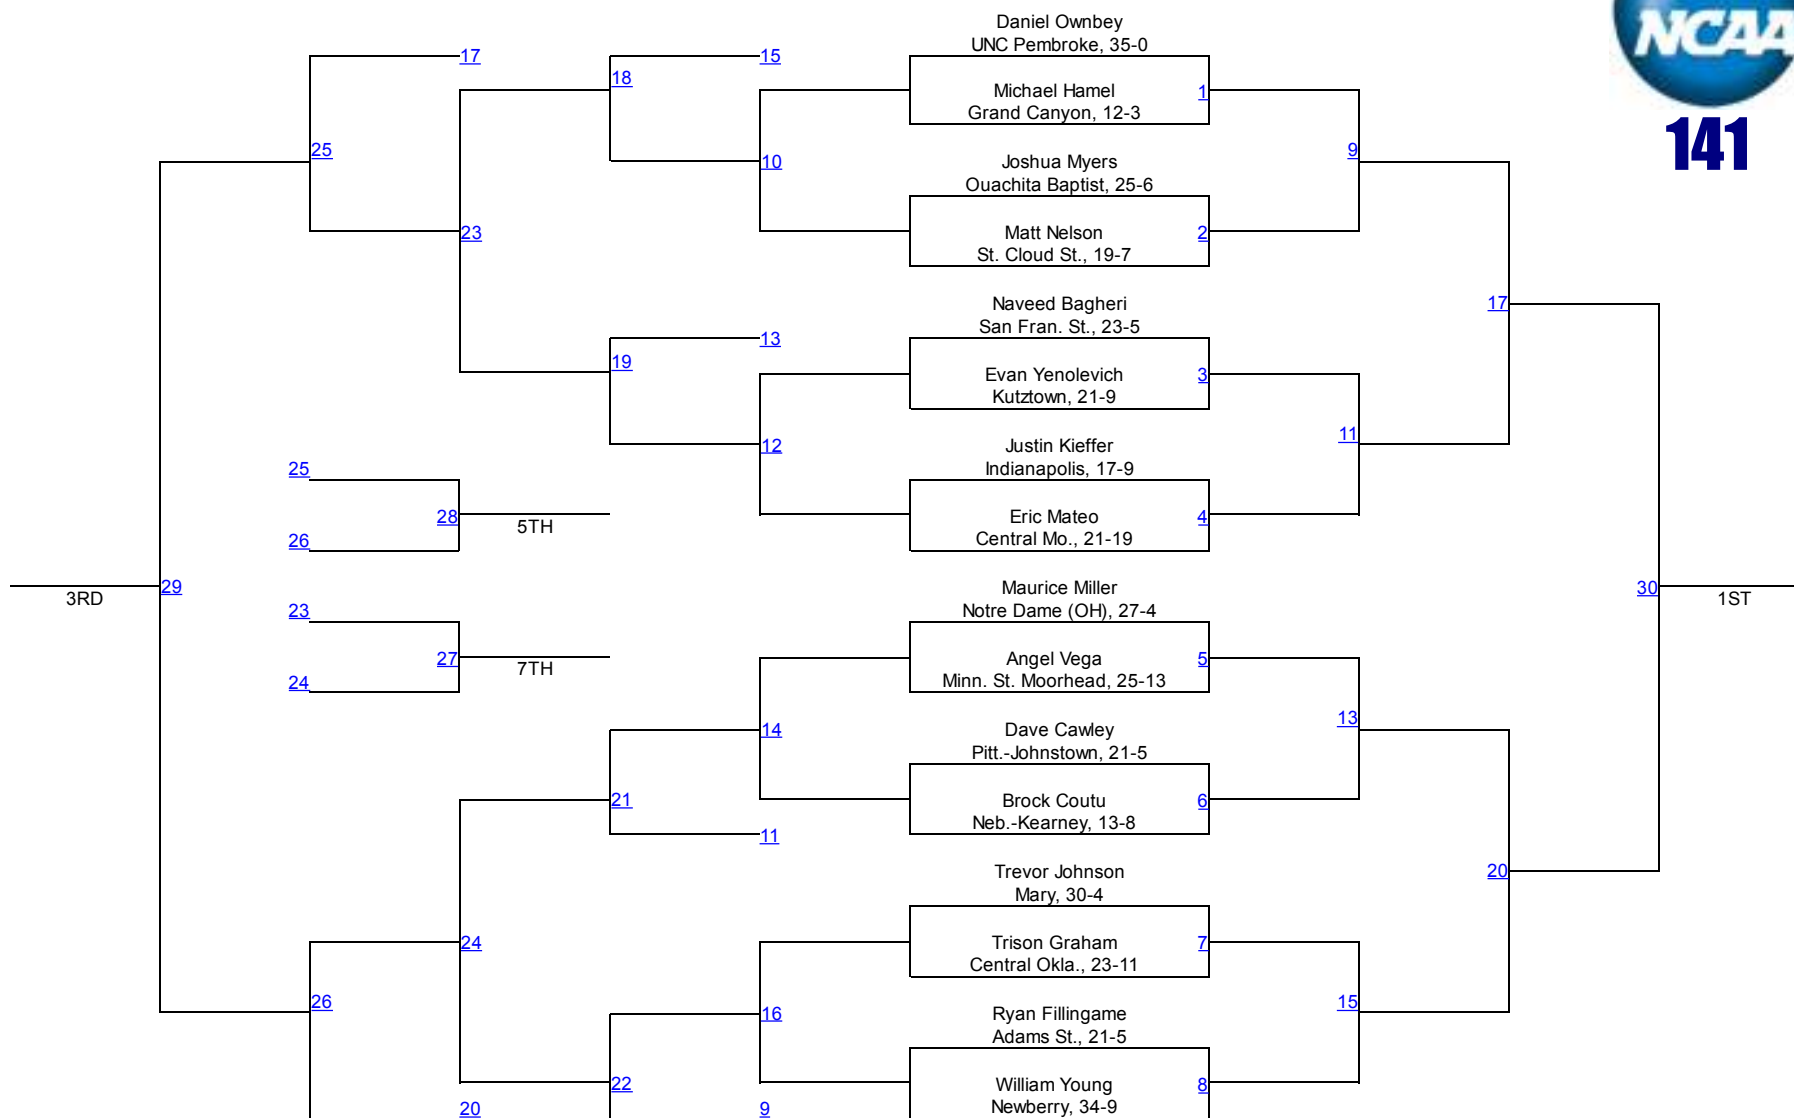 NCAA
141
Daniel Ownbey
UNC Pembroke, 35-0
17
15
18
Michael Hamel
1
Grand Canyon, 12-3
25
10
Joshua Myers
9
Ouachita Baptist, 25-6
23
Matt Nelson
2
St. Cloud St., 19-7
Naveed Bagheri
17
San Fran. St., 23-5
13
19
Evan Yenolevich
3
Kutztown, 21-9
12
Justin Kieffer
11
25
Indianapolis, 17-9
28
5TH
Eric Mateo
4
26
Central Mo., 21-19
29
3RD
Maurice Miller
30
1ST
23
Notre Dame (OH), 27-4
27
7TH
Angel Vega
5
24
Minn. St. Moorhead, 25-13
14
Dave Cawley
13
Pitt.-Johnstown, 21-5
21
Brock Coutu
6
Neb.-Kearney, 13-8
11
Trevor Johnson
20
Mary, 30-4
24
Trison Graham
7
Central Okla., 23-11
26
16
Ryan Fillingame
15
Adams St., 21-5
22
William Young
8
20
9
Newberry, 34-9